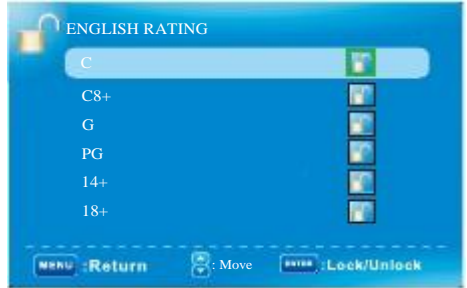 ENGLISH RATING
C
C8+
G
PG
14+
18+
MENU :Return : Move ENTER :Lock/Unlock